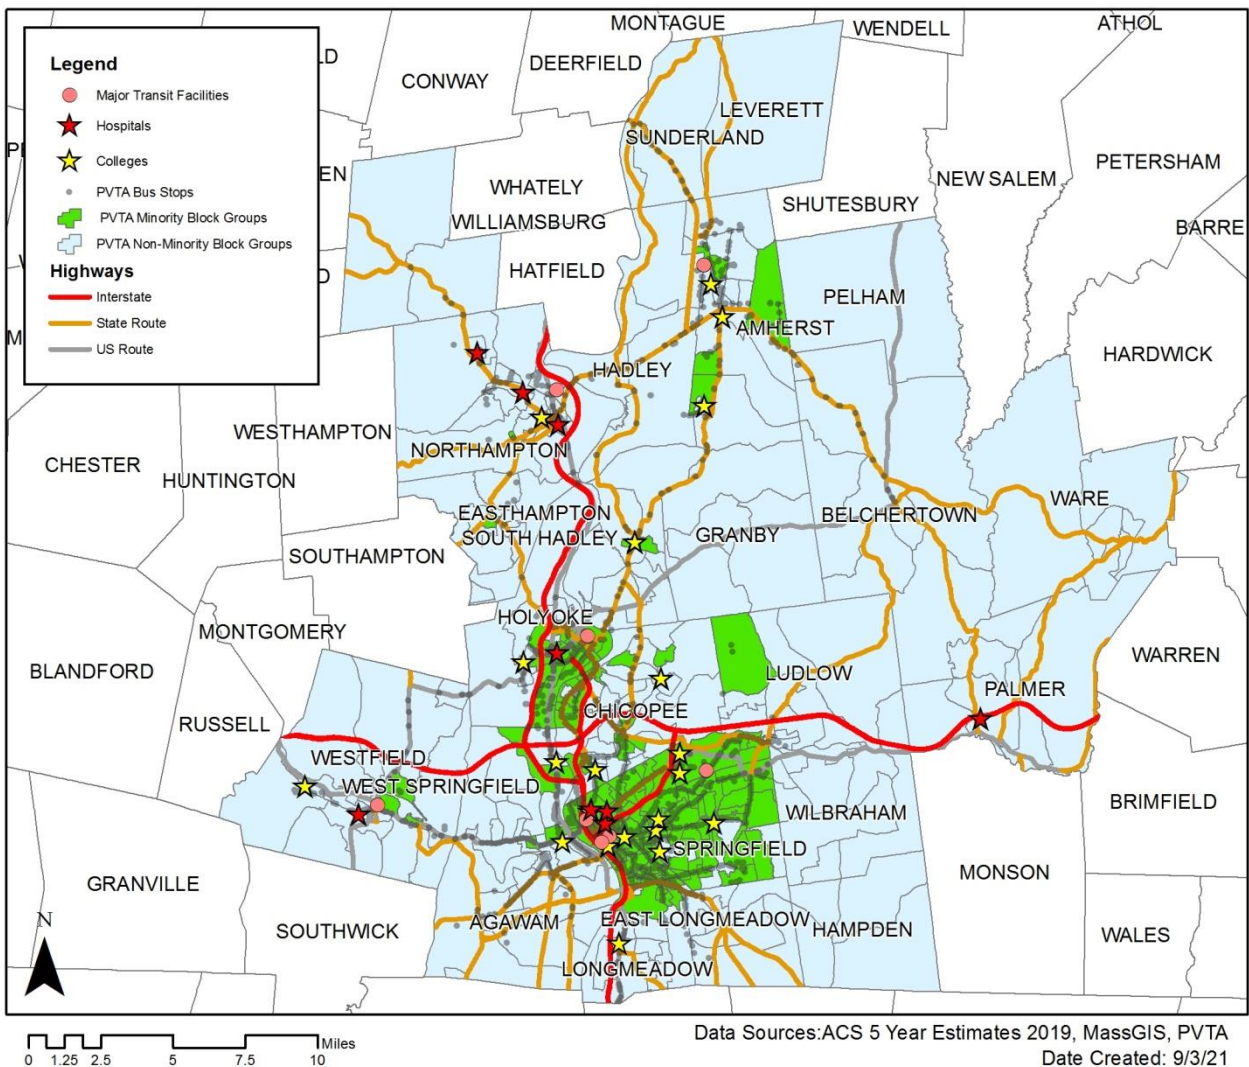 MONTAGUE
WENDELL
ATHOL
LD
CONWAY
DEERFIELD
LEVERETT
SUNDERLAND
Legend
Major Transit Facilities
Hospitals
Colleges
PVTA Bus Stops
PVTA Minority Block Groups
PVTA Non-Minority Block Groups
Highways
Interstate
State Route
US Route
EN
WHATELY
WILLIAMSBURG
HATFIELD
D
NEW SALEM
PETERSHAM
SHUTESBURY
BARRE
PELHAM
AMHERST
M
HARDWICK
HADLEY
WESTHAMPTON
NORTHAMPTON
CHESTER
HUNTINGTON
EASTHAMPTON
SOUTH HADLEY
GRANBY
BELCHERTOWN
WARE
SOUTHAMPTON
HOLYOKE
MONTGOMERY
BLANDFORD
LUDLOW
WARREN
PALMER
RUSSELL
CHICOPEE
WESTFIELD
WEST SPRINGFIELD
WILBRAHAM
BRIMFIELD
SPRINGFIELD
GRANVILLE
MONSON
N
SOUTHWICK
AGAWAM
EAST LONGMEADOW
HAMPDEN
WALES
LONGMEADOW
Miles
0 1.25 2.5 5 7.5 10
Data Sources:ACS 5 Year Estimates 2019, MassGIS, PVTA
Date Created: 9/3/21